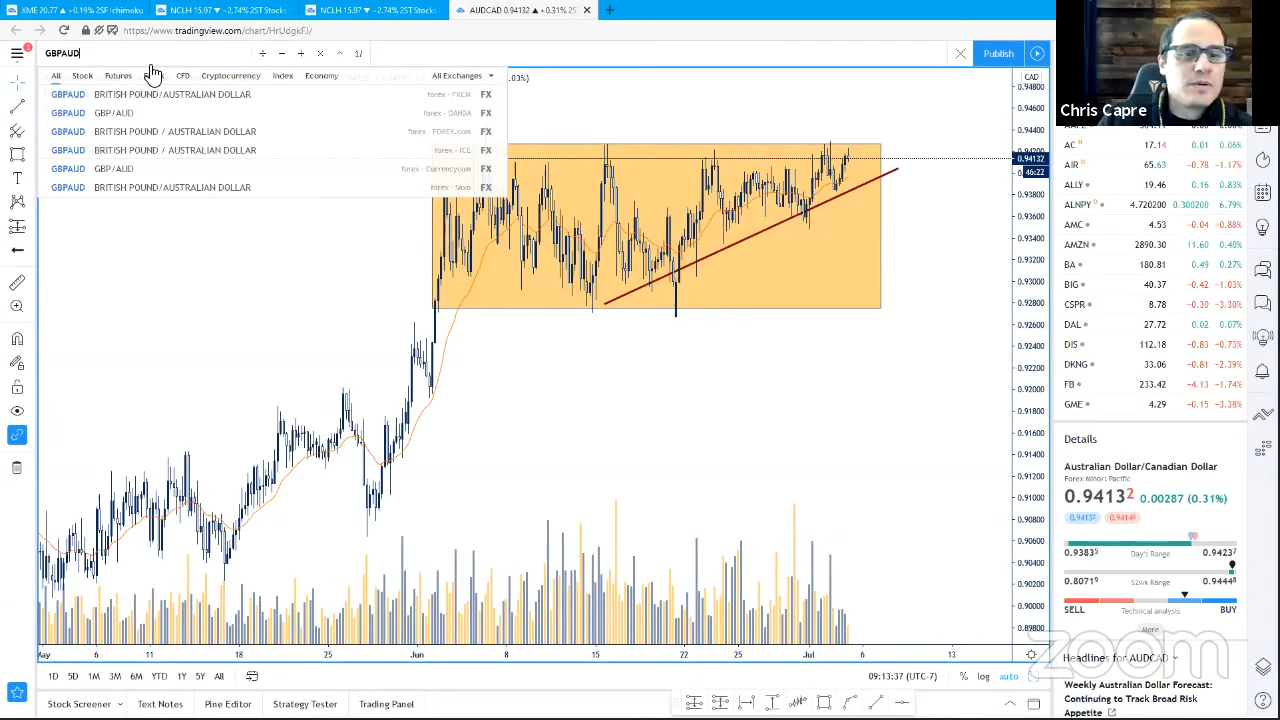 XME 20.77 ▲ +0.19% 2ST Ichimoku
NCLH 15.97 ▼ −2.74% 2ST Stocks
NCLH 15.97 ▼ −2.74% 2ST Stocks
AUDCAD 0.94132 ▲ +0.31% 2S
https://www.tradingview.com/chart/HrUdgkFJ/
GBPAUD
1/
Publish
All Stock Futures CFD Cryptocurrency Index Economy All Exchanges
GBPAUD BRITISH POUND/AUSTRALIAN DOLLAR forex - FXCM FX
GBPAUD GBP/AUD forex - OANDA FX
GBPAUD BRITISH POUND / AUSTRALIAN DOLLAR forex - FOREX.com FX
GBPAUD BRITISH POUND / AUSTRALIAN DOLLAR forex - ICE FX
GBPAUD GBP/AUD forex - Currencycom FX
GBPAUD BRITISH POUND/AUSTRALIAN DOLLAR forex - Saxo FX
CAD
0.94800
0.94600
0.94400
0.94132
46:22
0.93800
0.93600
0.93400
0.93200
0.93000
0.92800
0.92600
0.92400
0.92200
0.92000
0.91800
0.91600
0.91400
0.91200
0.91000
0.90800
0.90600
0.90400
0.90200
0.90000
0.89800
May 6 11 18 25 Jun 8 15 22 25 Jul 6 13
1D 5D 1M 3M 6M YTD 1Y 5Y All
09:13:37 (UTC-7) % log auto
Stock Screener Text Notes Pine Editor Strategy Tester Trading Panel
Chris Capre
AC 17.14 0.01 0.06%
AIR 65.63 −0.78 −1.17%
ALLY 19.46 0.16 0.83%
ALNPY 4.720200 0.300200 6.79%
AMC 4.53 −0.04 −0.88%
AMZN 2890.30 11.60 0.40%
BA 180.81 0.49 0.27%
BIG 40.37 −0.42 −1.03%
CSPR 8.78 −0.30 −3.30%
DAL 27.72 0.02 0.07%
DIS 112.18 −0.83 −0.73%
DKNG 33.06 −0.81 −2.39%
FB 233.42 −4.13 −1.74%
GME 4.29 −0.15 −3.38%
Details
Australian Dollar/Canadian Dollar
Forex Minor: Pacific
0.94132 0.00287 (0.31%)
0.94132 0.94140
0.93835 Day's Range 0.94237
0.80719 52wk Range 0.94448
SELL Technical analysis BUY
More
zoom
Headlines for AUDCAD
Weekly Australian Dollar Forecast:
Continuing to Track Broad Risk
Appetite